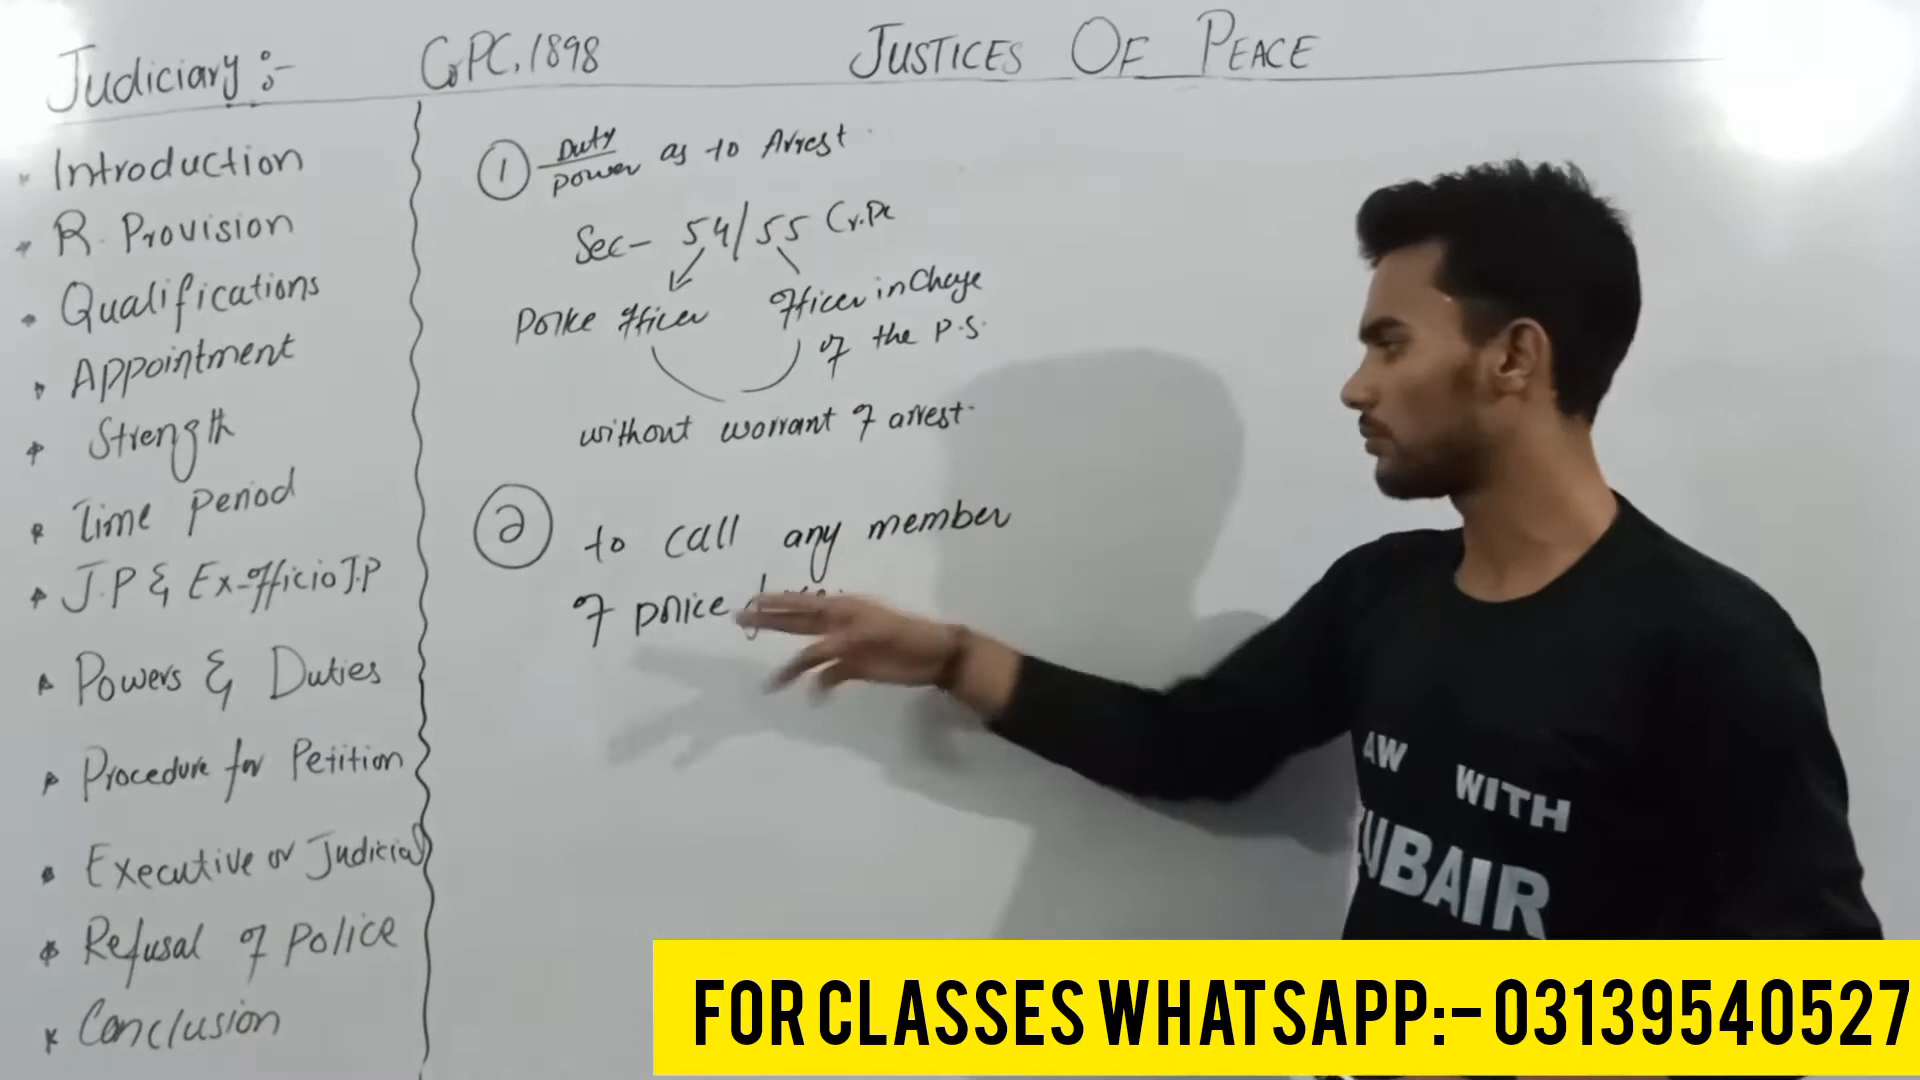 Judiciary :-
CrPC, 1898
JUSTICES OF PEACE
Introduction
R. Provision
Qualifications
Appointment
Strength
Time Period
J.P & Ex-officio J.P
Powers & Duties
Procedure for Petition
Executive or Judicial
Refusal of Police
Conclusion
① Duty
Power as to Arrest.
Sec- 54/55 Cr.Pc
Police officer
officer in Charge
of the P.S.
without warrant of arrest.
② to call any member
of police
AW WITH
UBAIR
FOR CLASSES WHATSAPP:- 03139540527